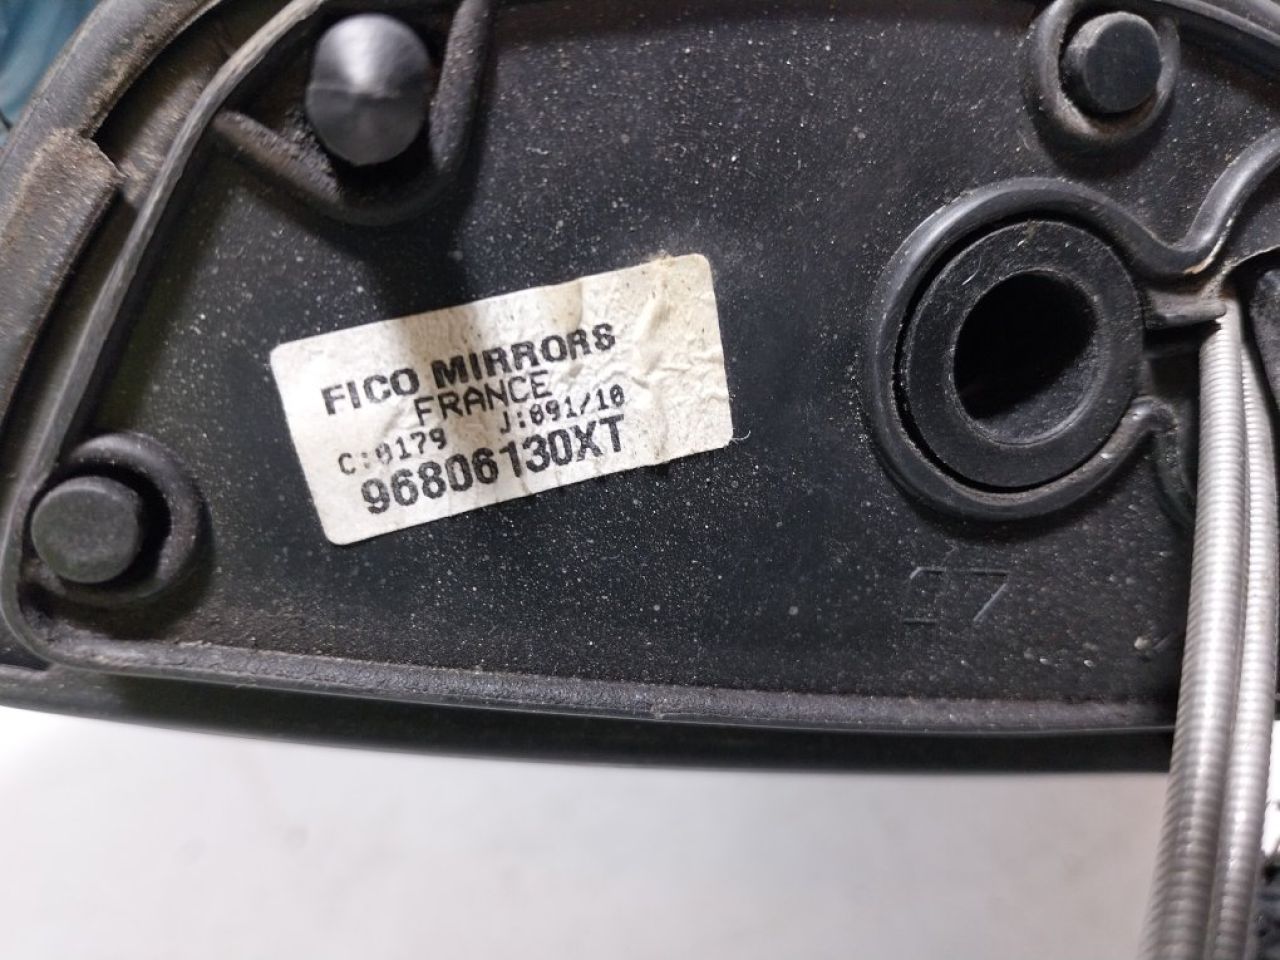 FICO MIRRORS
FRANCE
C:0179 J:091/10
96806130XT